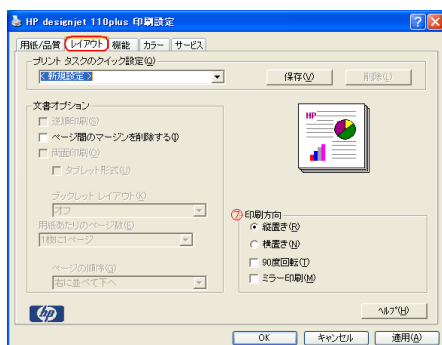 HP designjet 110plus 印刷設定
用紙/品質 レイアウト 機能 カラー サービス
プリント タスクのクイック設定(Q)
<新規設定>
保存(V) 削除(L)
文書オプション
逆順印刷(S)
ページ間のマージンを削除する(I)
両面印刷(O)
タブレット形式(U)
ブックレット レイアウト(K)
オフ
用紙あたりのページ数(E)
1枚に1ページ
ページの順序(G)
右に並べて下へ
HP
⑦印刷方向
縦置き(R)
横置き(N)
90度回転(T)
ミラー印刷(M)
hp
ヘルプ(H)
OK キャンセル 適用(A)